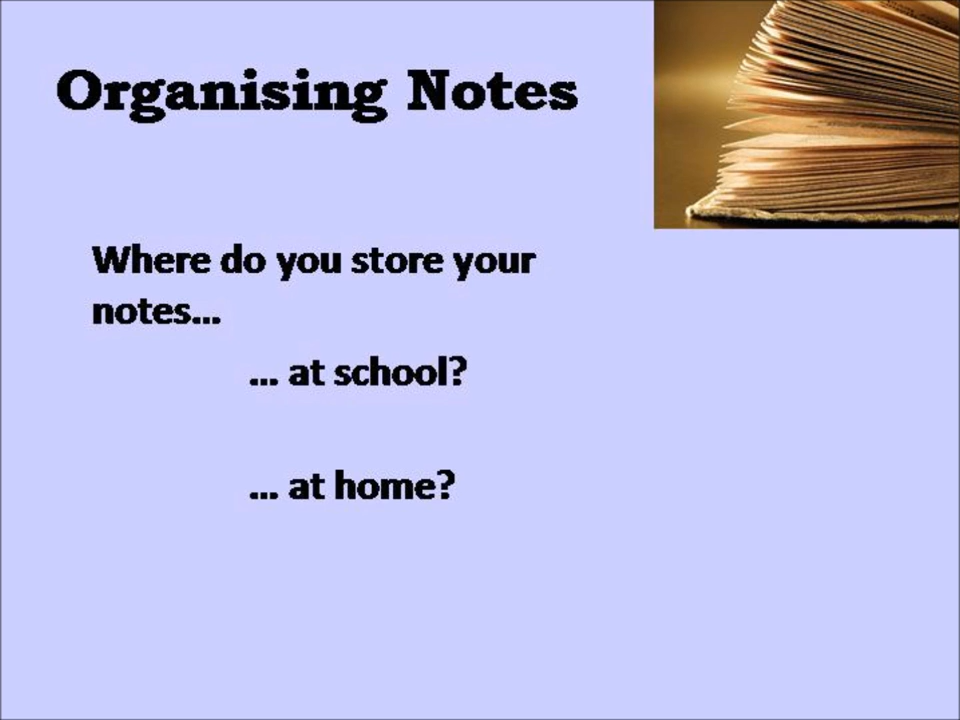 Organising Notes
Where do you store your
notes...
... at school?
... at home?